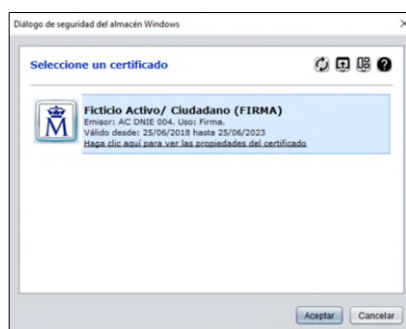 Diálogo de seguridad del almacén Windows
Seleccione un certificado
Ficticio Activo/ Ciudadano (FIRMA)
Emisor: AC DNIE 004. Uso: Firma.
Válido desde: 25/06/2018 hasta 25/06/2023
Haga clic aquí para ver las propiedades del certificado
Aceptar Cancelar